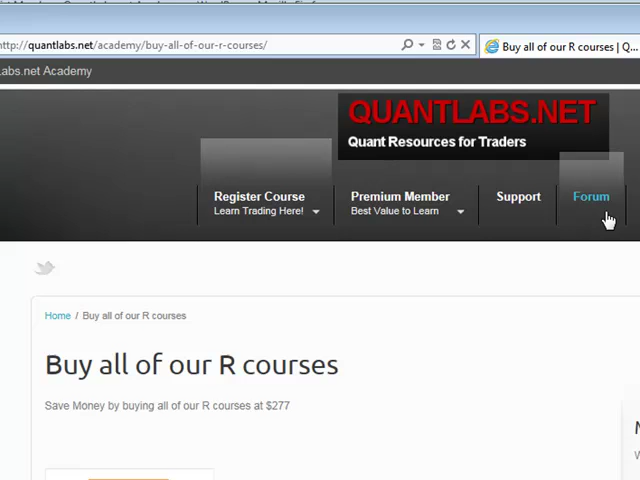 http://quantlabs.net/academy/buy-all-of-our-r-courses/
Buy all of our R courses | Q...
Labs.net Academy
QUANTLABS.NET
Quant Resources for Traders
Register Course
Learn Trading Here!
Premium Member
Best Value to Learn
Support
Forum
Home / Buy all of our R courses
Buy all of our R courses
Save Money by buying all of our R courses at $277